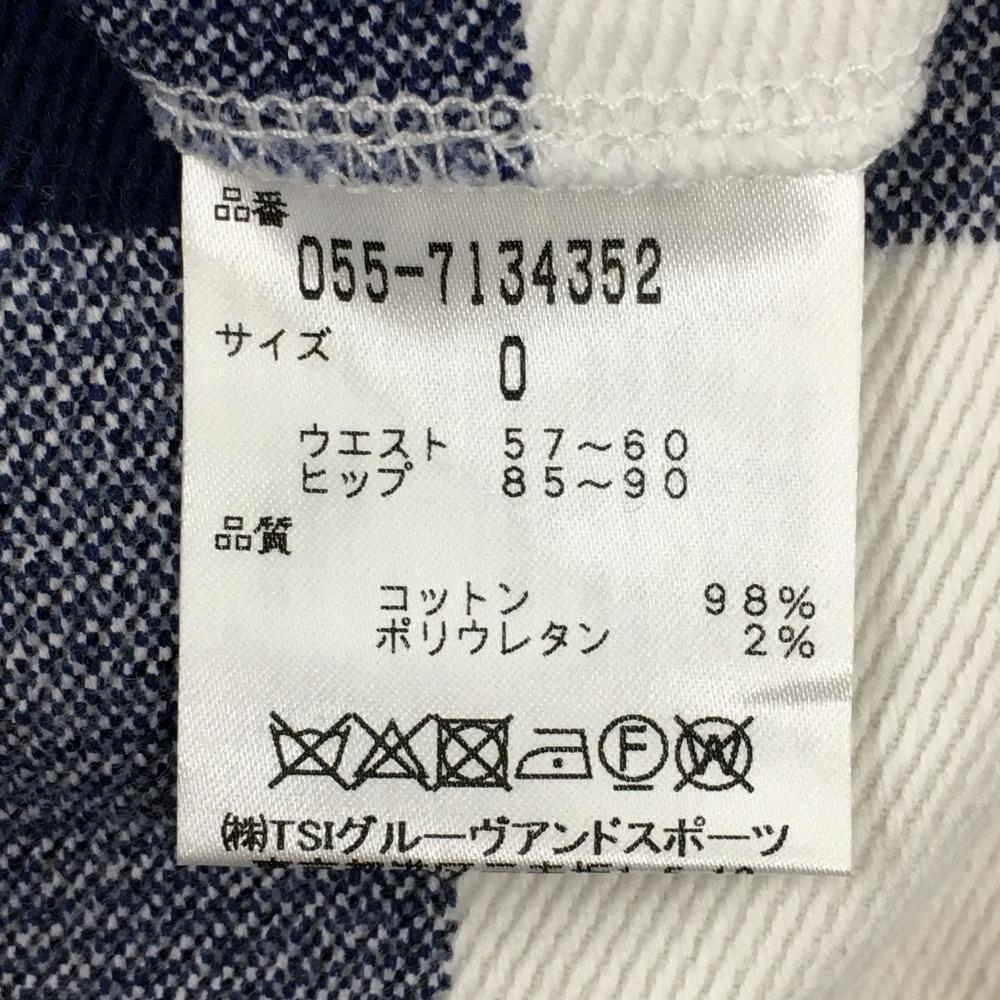 品番
055-7134352
サイズ
0
ウエスト 57～60
ヒップ 85～90
品質
コットン 98%
ポリウレタン 2%
F W
㈱TSIグルーヴアンドスポーツ